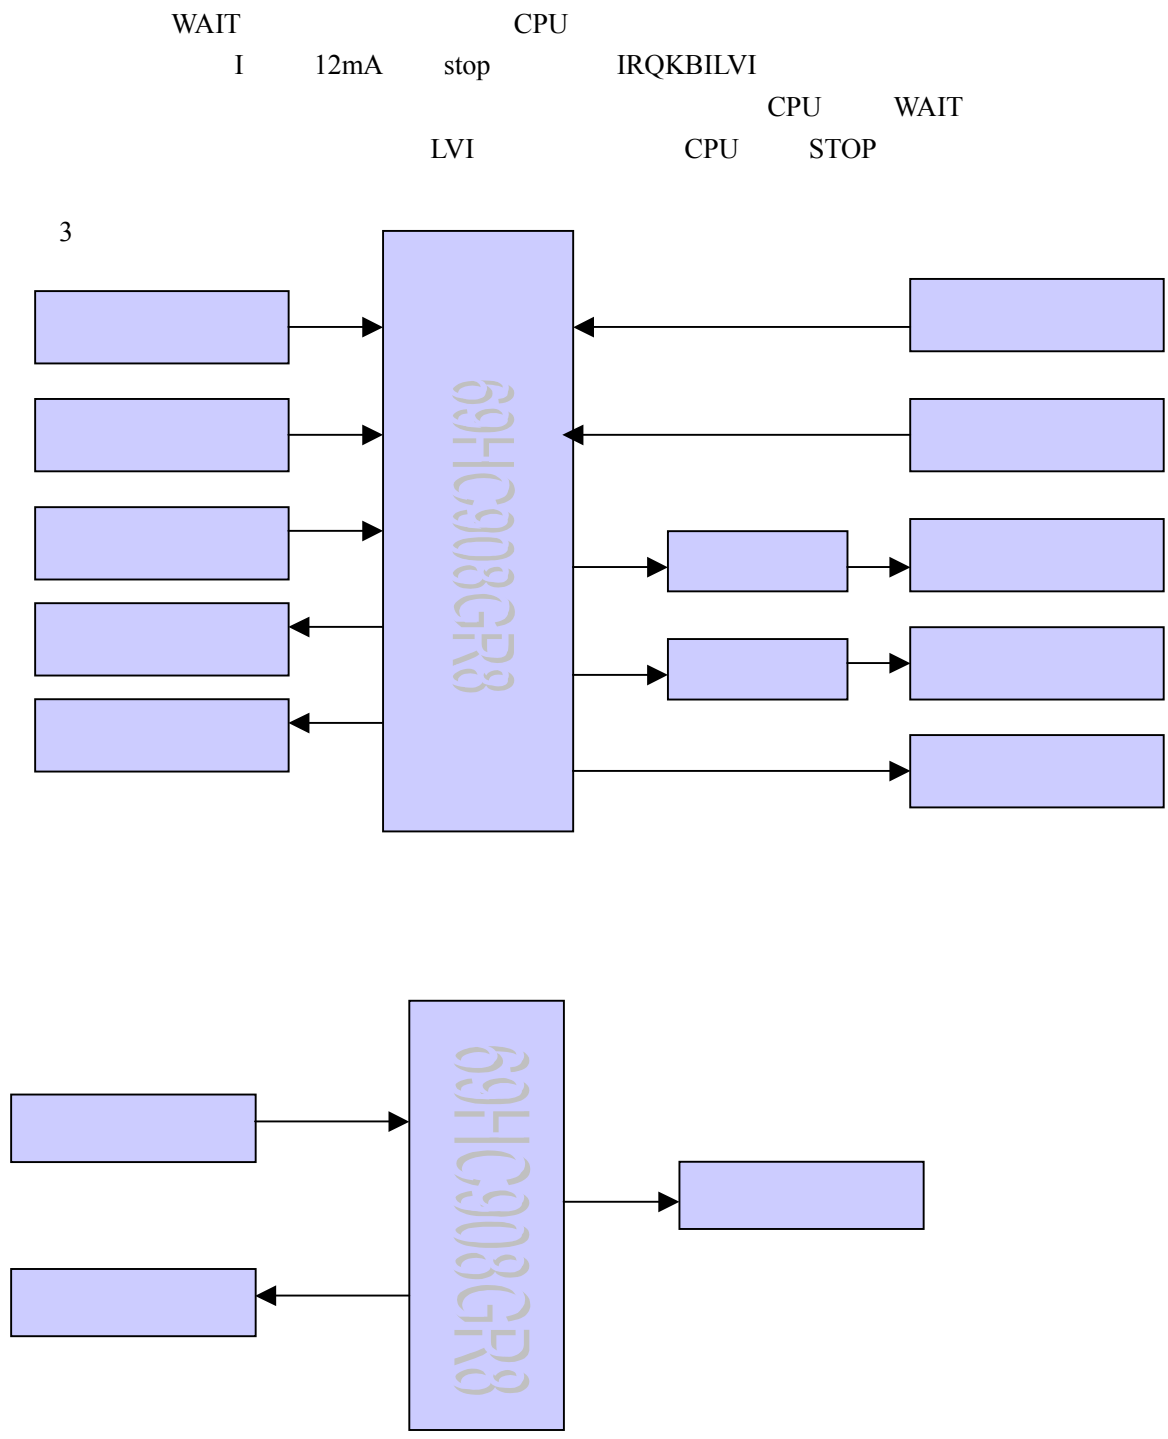 WAIT CPU
I 12mA stop IRQKBILVI
CPU WAIT
LVI CPU STOP
3
69HC908GR8
69HC908GR8